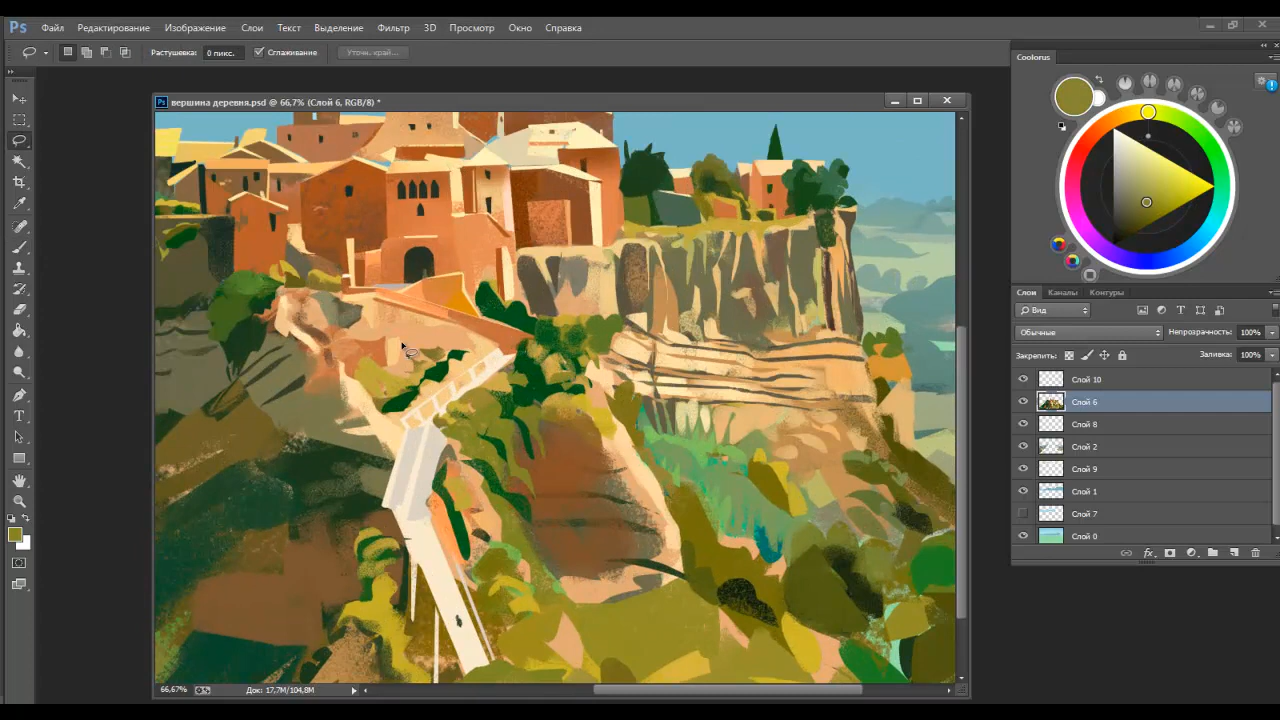 Ps Файл Редактирование Изображение Слои Текст Выделение Фильтр 3D Просмотр Окно Справка
Растушевка: 0 пикс. Сглаживание Уточн. край...
Coolorus
Ps вершина деревня.psd @ 66,7% (Слой 6, RGB/8) *
Слои Каналы Контуры
Вид
Обычные Непрозрачность: 100%
Закрепить: Заливка: 100%
Слой 10
Слой 6
Слой 8
Слой 2
Слой 9
Слой 1
Слой 7
Слой 0
fx
66,67% Док: 17,7M/104,8M